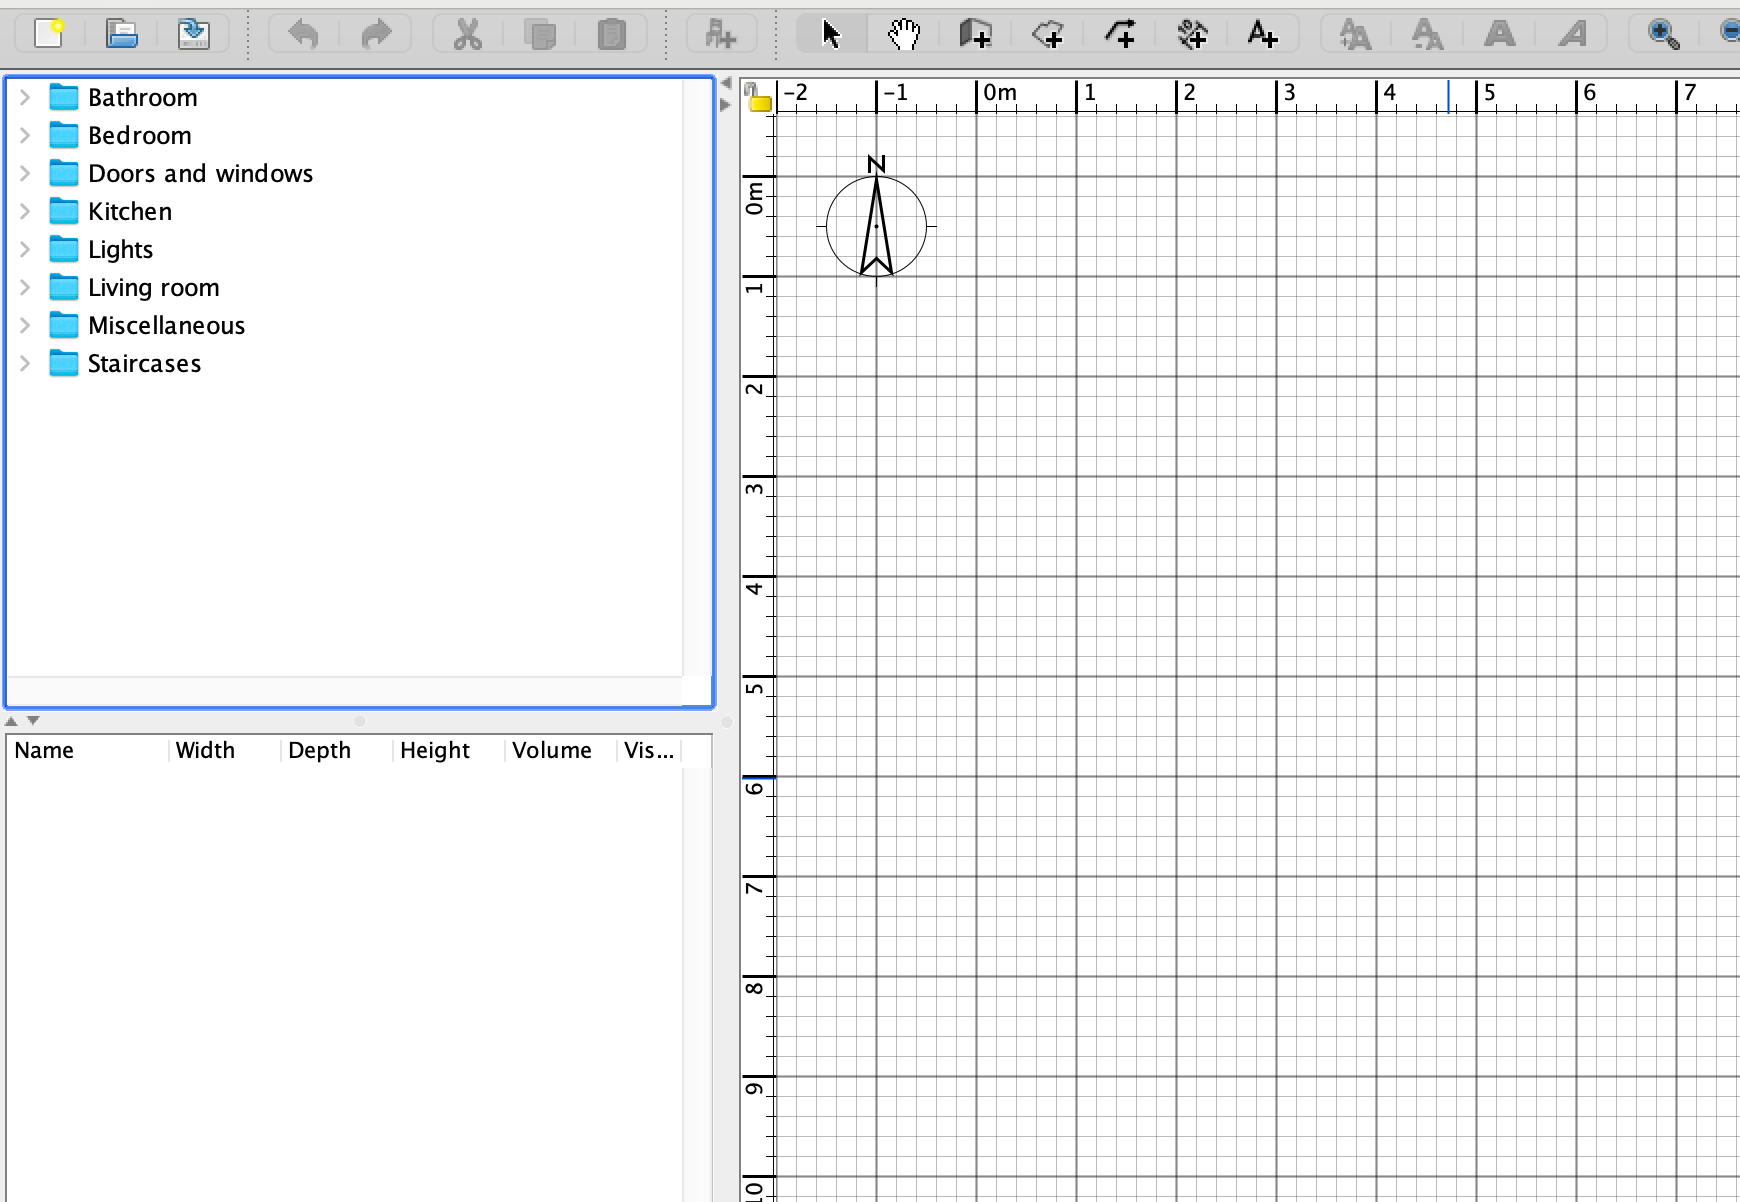 Bathroom
Bedroom
Doors and windows
Kitchen
Lights
Living room
Miscellaneous
Staircases
Name Width Depth Height Volume Vis...
-2 -1 0m 1 2 3 4 5 6 7
N
0m
1
2
3
4
5
6
7
8
9
10